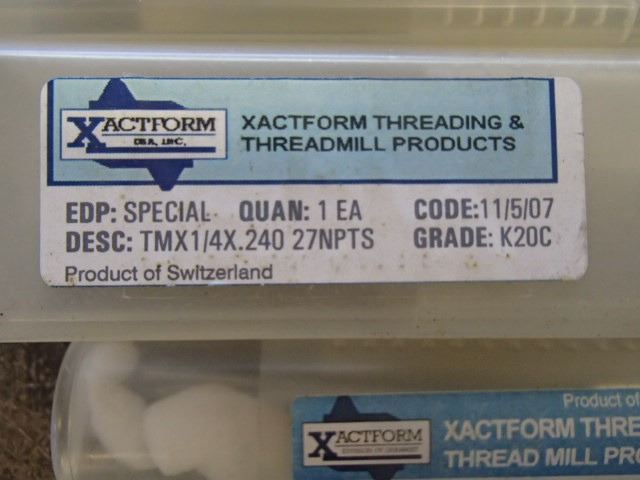 XACTFORM
USA, INC.
XACTFORM THREADING &
THREADMILL PRODUCTS
EDP: SPECIAL QUAN: 1 EA CODE:11/5/07
DESC: TMX1/4X.240 27NPTS GRADE: K20C
Product of Switzerland
Product of
XACTFORM
XACTFORM THRE
THREAD MILL PRO